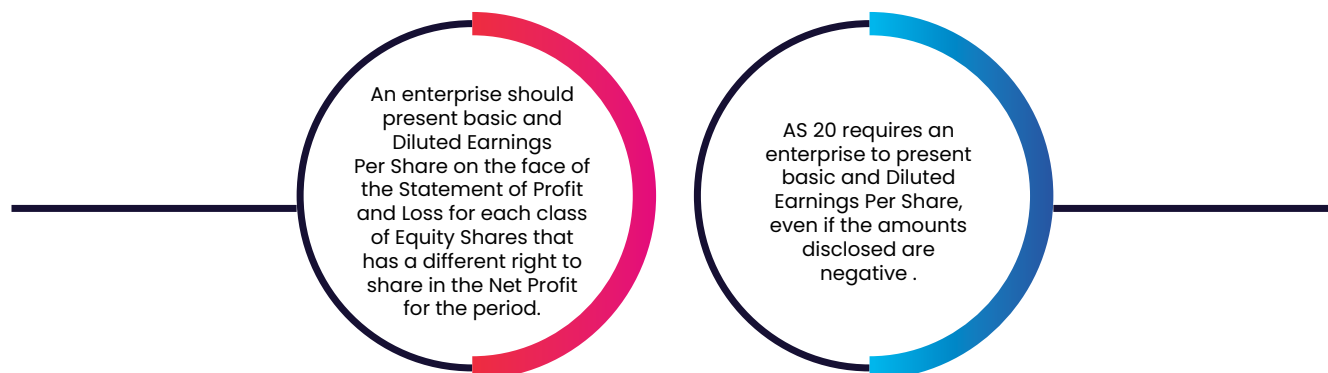 An enterprise should
present basic and
Diluted Earnings
Per Share on the face of
the Statement of Profit
and Loss for each class
of Equity Shares that
has a different right to
share in the Net Profit
for the period.
AS 20 requires an
enterprise to present
basic and Diluted
Earnings Per Share,
even if the amounts
disclosed are
negative .